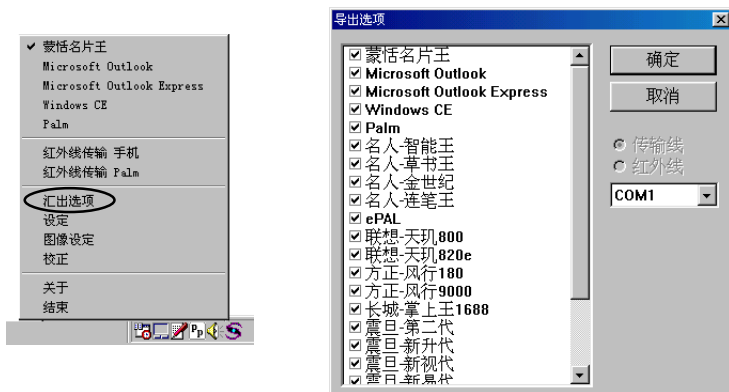 蒙恬名片王
Microsoft Outlook
Microsoft Outlook Express
Windows CE
Palm
红外线传输 手机
红外线传输 Palm
汇出选项
设定
图像设定
校正
关于
结束
导出选项
蒙恬名片王
Microsoft Outlook
Microsoft Outlook Express
Windows CE
Palm
名人-智能王
名人-草书王
名人-金世纪
名人-连笔王
ePAL
联想-天玑800
联想-天玑820e
方正-风行180
方正-风行9000
长城-掌上王1688
震旦-第二代
震旦-新升代
震旦-新视代
震旦-新易代
确定
取消
传输线
红外线
COM1